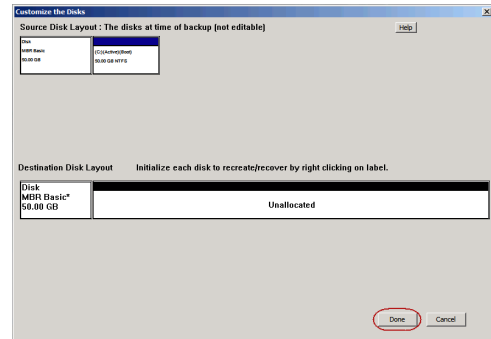 Customize the Disks
Source Disk Layout : The disks at time of backup (not editable)
Help
Disk
MBR Basic
50.00 GB
(C:)(Active)(Boot)
50.00 GB NTFS
Destination Disk Layout Initialize each disk to recreate/recover by right clicking on label.
Disk
MBR Basic*
50.00 GB
Unallocated
Done Cancel